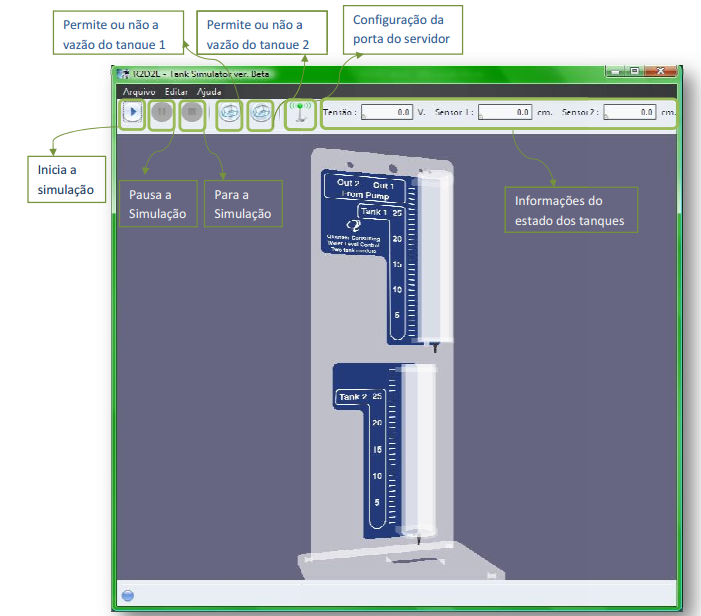 Permite ou não a
vazão do tanque 1
Permite ou não a
vazão do tanque 2
Configuração da
porta do servidor
R2D2L - Tank Simulator ver. Beta
Arquivo Editar Ajuda
Tensão : 0.0 V. Sensor 1 : 0.0 cm. Sensor 2 : 0.0 cm.
Inicia a
simulação
Pausa a
Simulação
Para a
Simulação
Informações do
estado dos tanques
Out 2 Out 1
From Pump
Tank 1 25
Quanser Consulting
Water Level Control
Two tank module
20
15
10
5
Tank 2 25
20
15
10
5